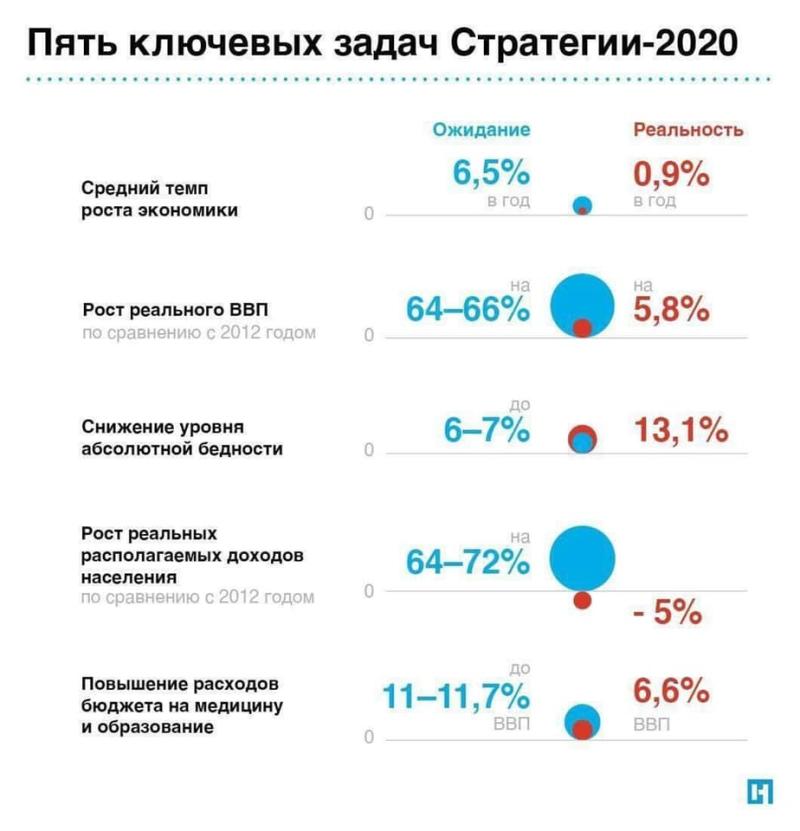 Пять ключевых задач Стратегии-2020
Ожидание
Реальность
Средний темп
роста экономики
0
6,5%
в год
0,9%
в год
Рост реального ВВП
по сравнению с 2012 годом
0
на
64–66%
на
5,8%
Снижение уровня
абсолютной бедности
0
до
6–7%
13,1%
Рост реальных
располагаемых доходов
населения
по сравнению с 2012 годом
0
на
64–72%
- 5%
Повышение расходов
бюджета на медицину
и образование
0
до
11–11,7%
ВВП
6,6%
ВВП